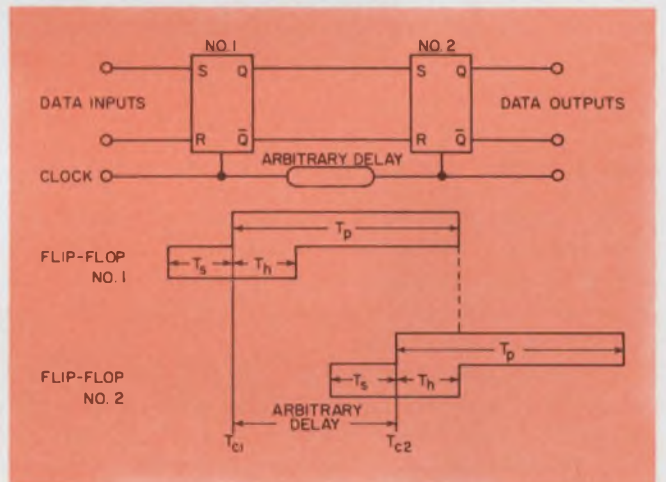 NO. 1 NO. 2
S Q S Q
DATA INPUTS DATA OUTPUTS
R Q̅ R Q̅
ARBITRARY DELAY
CLOCK
Tp
FLIP-FLOP
NO. 1
Ts Th
Tp
FLIP-FLOP
NO. 2
Ts Th
ARBITRARY
DELAY
Tc1 Tc2